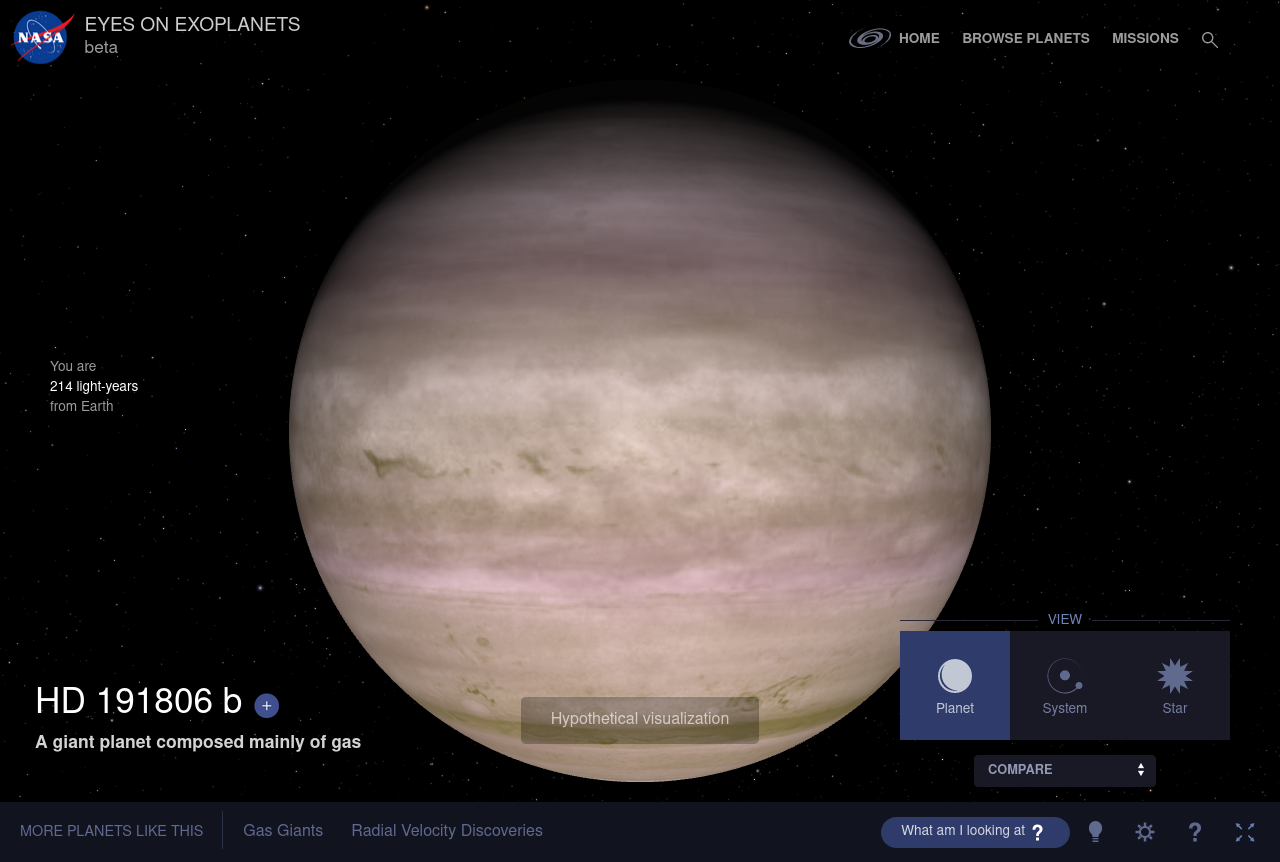 NASA
EYES ON EXOPLANETS
beta
HOME
BROWSE PLANETS
MISSIONS
You are
214 light-years
from Earth
HD 191806 b +
A giant planet composed mainly of gas
Hypothetical visualization
VIEW
Planet
System
Star
COMPARE
MORE PLANETS LIKE THIS
Gas Giants
Radial Velocity Discoveries
What am I looking at ?
?